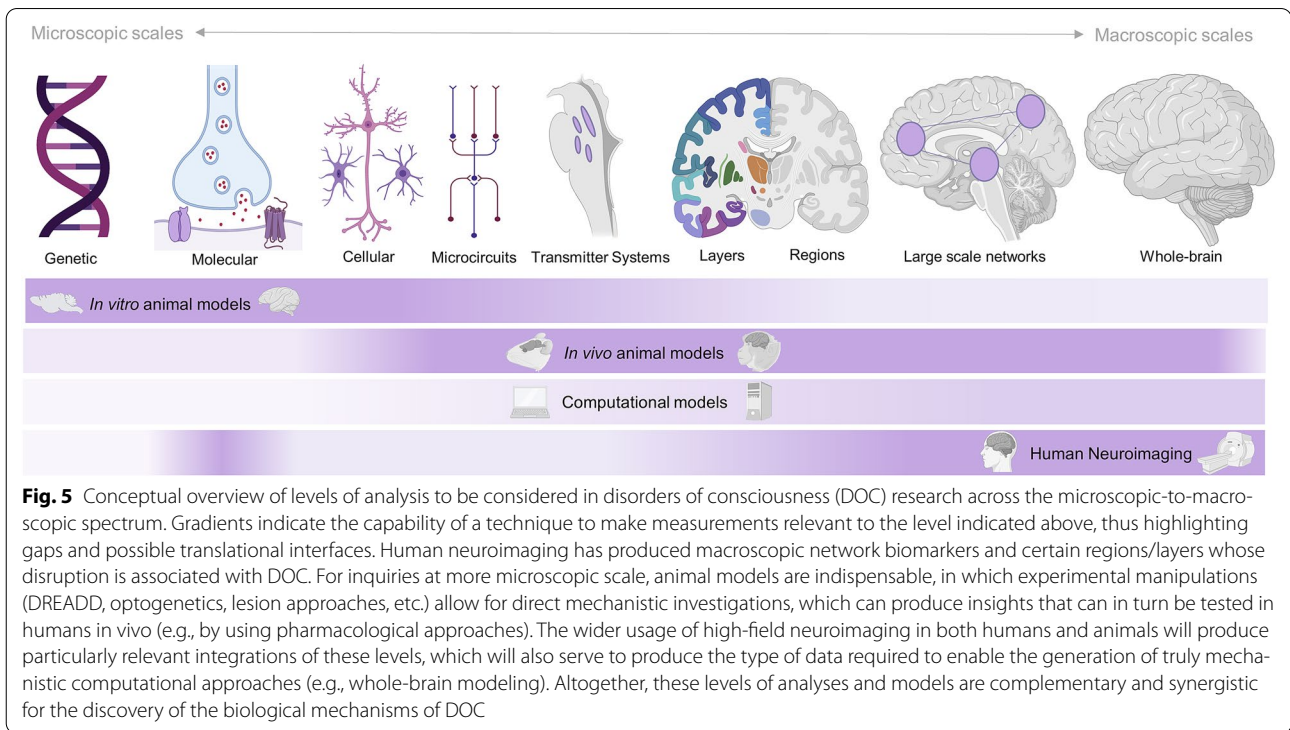 Microscopic scales Macroscopic scales
Genetic Molecular Cellular Microcircuits Transmitter Systems Layers Regions Large scale networks Whole-brain
In vitro animal models
In vivo animal models
Computational models
Human Neuroimaging
Fig. 5 Conceptual overview of levels of analysis to be considered in disorders of consciousness (DOC) research across the microscopic-to-macro-
scopic spectrum. Gradients indicate the capability of a technique to make measurements relevant to the level indicated above, thus highlighting
gaps and possible translational interfaces. Human neuroimaging has produced macroscopic network biomarkers and certain regions/layers whose
disruption is associated with DOC. For inquiries at more microscopic scale, animal models are indispensable, in which experimental manipulations
(DREADD, optogenetics, lesion approaches, etc.) allow for direct mechanistic investigations, which can produce insights that can in turn be tested in
humans in vivo (e.g., by using pharmacological approaches). The wider usage of high-field neuroimaging in both humans and animals will produce
particularly relevant integrations of these levels, which will also serve to produce the type of data required to enable the generation of truly mecha-
nistic computational approaches (e.g., whole-brain modeling). Altogether, these levels of analyses and models are complementary and synergistic
for the discovery of the biological mechanisms of DOC